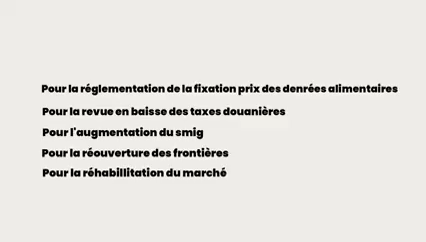 Pour la réglementation de la fixation prix des denrées alimentaires
Pour la revue en baisse des taxes douanières
Pour l'augmentation du smig
Pour la réouverture des frontières
Pour la réhabillitation du marché